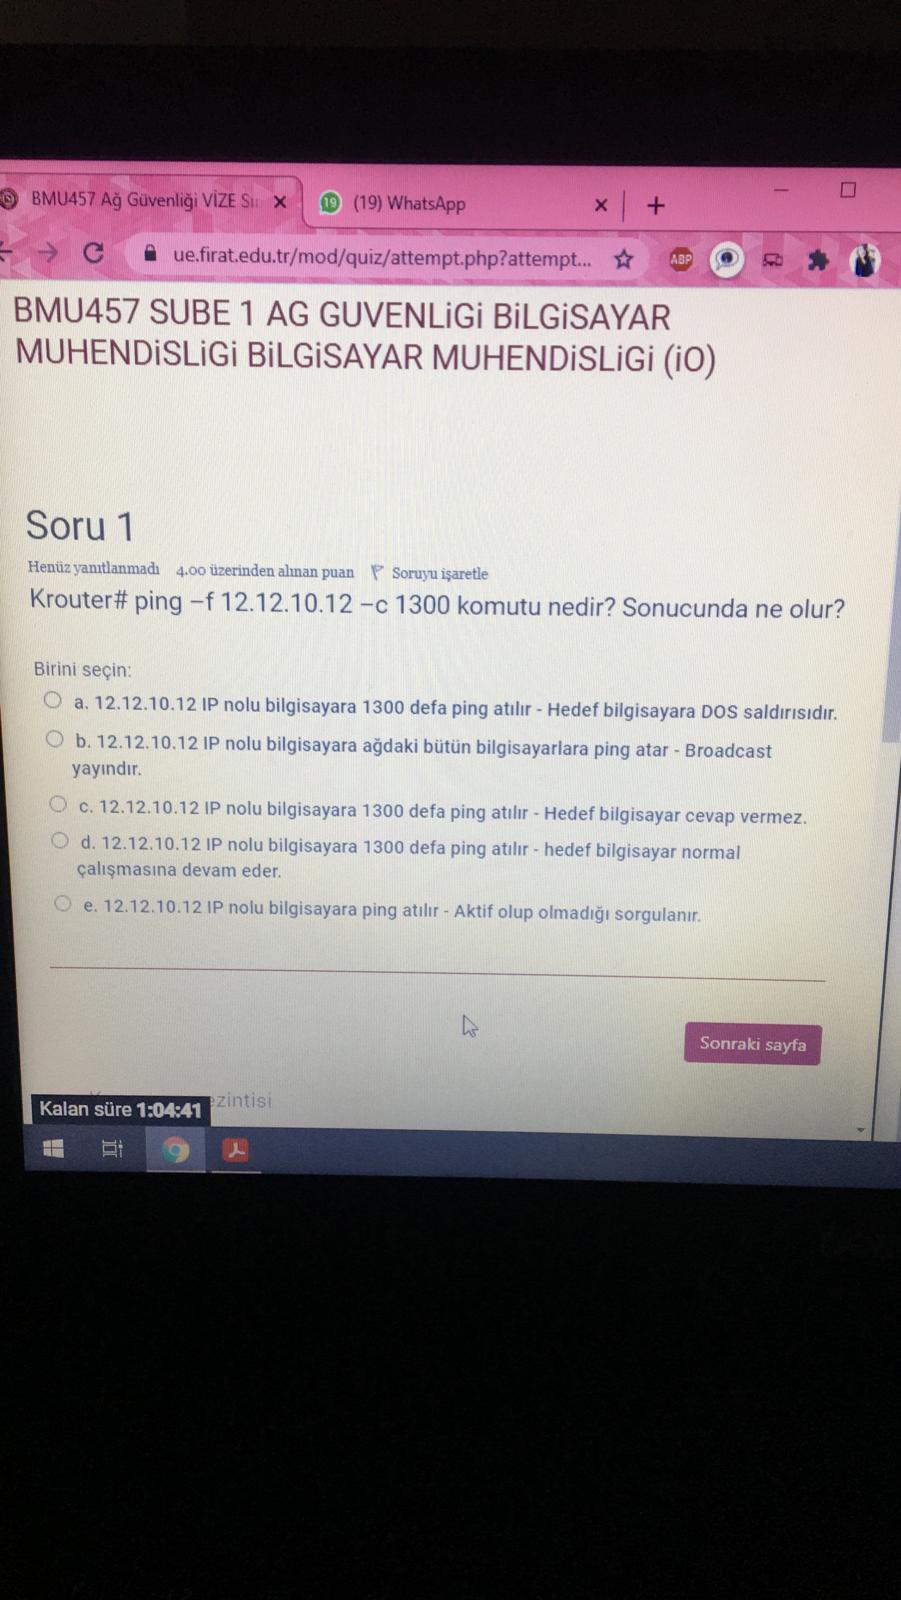 BMU457 Ağ Güvenliği VİZE Sı
(19) WhatsApp
19
ue.firat.edu.tr/mod/quiz/attempt.php?attempt...
ABP
BMU457 SUBE 1 AG GUVENLiGi BiLGiSAYAR
MUHENDiSLiGi BiLGiSAYAR MUHENDiSLiGi (iO)
Soru 1
Henüz yanıtlanmadı 4,00 üzerinden alınan puan Soruyu işaretle
Krouter# ping –f 12.12.10.12 –c 1300 komutu nedir? Sonucunda ne olur?
Birini seçin:
a. 12.12.10.12 IP nolu bilgisayara 1300 defa ping atılır - Hedef bilgisayara DOS saldırısıdır.
b. 12.12.10.12 IP nolu bilgisayara ağdaki bütün bilgisayarlara ping atar - Broadcast
yayındır.
c. 12.12.10.12 IP nolu bilgisayara 1300 defa ping atılır - Hedef bilgisayar cevap vermez.
d. 12.12.10.12 IP nolu bilgisayara 1300 defa ping atılır - hedef bilgisayar normal
çalışmasına devam eder.
e. 12.12.10.12 IP nolu bilgisayara ping atılır - Aktif olup olmadığı sorgulanır.
Sonraki sayfa
ezintisi
Kalan süre 1:04:41